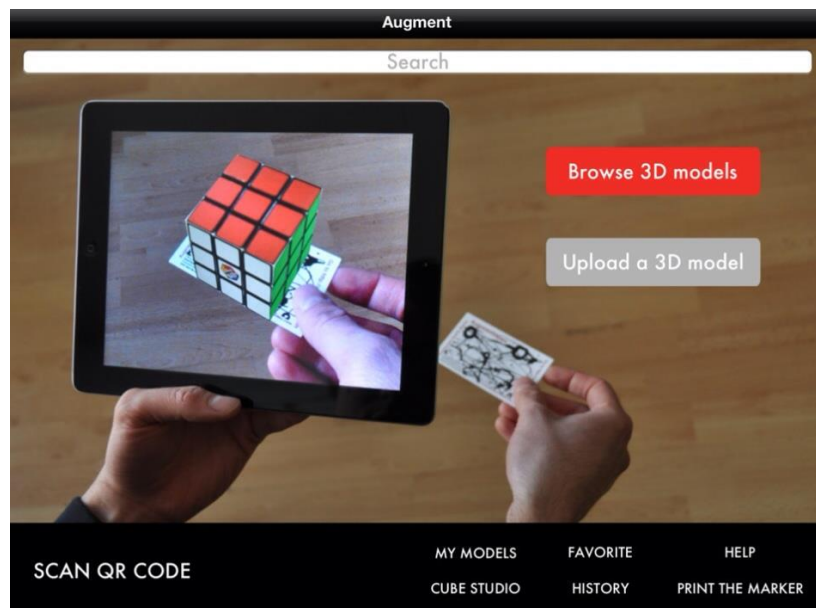 Augment
Search
Browse 3D models
Upload a 3D model
SCAN QR CODE
MY MODELS
FAVORITE
HELP
CUBE STUDIO
HISTORY
PRINT THE MARKER